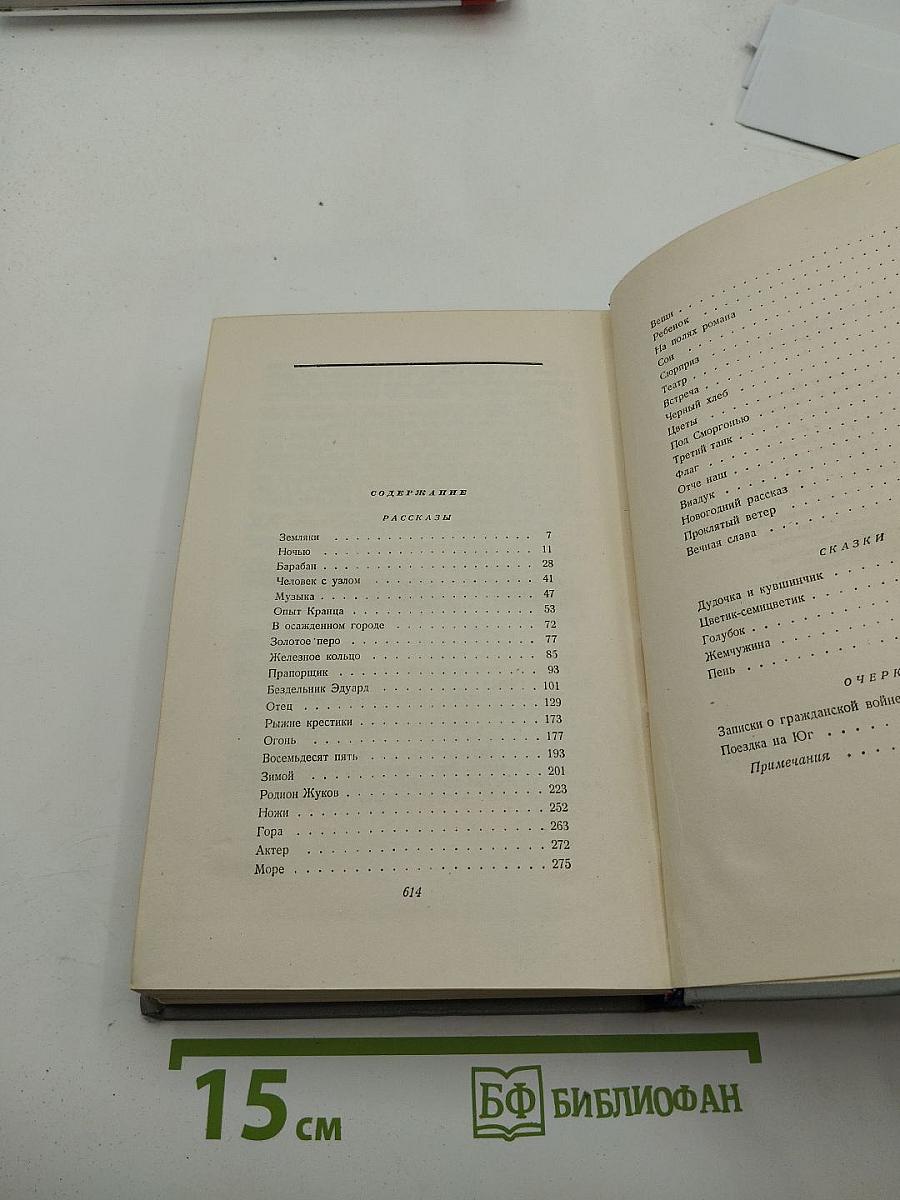 СОДЕРЖАНИЕ
РАССКАЗЫ
Земляки . . . . . . . . . . . . . . . . . . 7
Ночью . . . . . . . . . . . . . . . . . . 11
Барабан . . . . . . . . . . . . . . . . . . 28
Человек с узлом . . . . . . . . . . . . . . 41
Музыка . . . . . . . . . . . . . . . . . . 47
Опыт Кранца . . . . . . . . . . . . . . . . 53
В осажденном городе . . . . . . . . . . . . 72
Золотое перо . . . . . . . . . . . . . . . 77
Железное кольцо . . . . . . . . . . . . . . 85
Прапорщик . . . . . . . . . . . . . . . . . 93
Бездельник Эдуард . . . . . . . . . . . . . 101
Отец . . . . . . . . . . . . . . . . . . . 129
Рыжие крестики . . . . . . . . . . . . . . 173
Огонь . . . . . . . . . . . . . . . . . . . 177
Восемьдесят пять . . . . . . . . . . . . . 193
Зимой . . . . . . . . . . . . . . . . . . . 201
Родион Жуков . . . . . . . . . . . . . . . 223
Ножи . . . . . . . . . . . . . . . . . . . 252
Гора . . . . . . . . . . . . . . . . . . . 263
Актер . . . . . . . . . . . . . . . . . . . 272
Море . . . . . . . . . . . . . . . . . . . 275
614
Вещи . . . . . . . . . . . .
Ребенок . . . . . . . . . . . .
На полях романа . . . . . . . . .
Сон . . . . . . . . . . . .
Сюрприз . . . . . . . . . . . .
Театр . . . . . . . . . . . .
Встреча . . . . . . . . . . . .
Черный хлеб . . . . . . . . . .
Цветы . . . . . . . . . . . .
Под Сморгонью . . . . . . . . .
Третий танк . . . . . . . . . .
Флаг . . . . . . . . . . . .
Отче наш . . . . . . . . . . .
Виадук . . . . . . . . . . . .
Новогодний рассказ . . . . . . .
Проклятый ветер . . . . . . . .
Вечная слава . . . . . . . . .
СКАЗКИ
Дудочка и кувшинчик . . . .
Цветик-семицветик . . . . .
Голубок . . . . . . . . .
Жемчужина . . . . . . . .
Пень . . . . . . . . . .
ОЧЕРК
Записки о гражданской войне
Поездка на Юг . . . .
Примечания . . . .
15 см
БФ БИБЛИОФАН